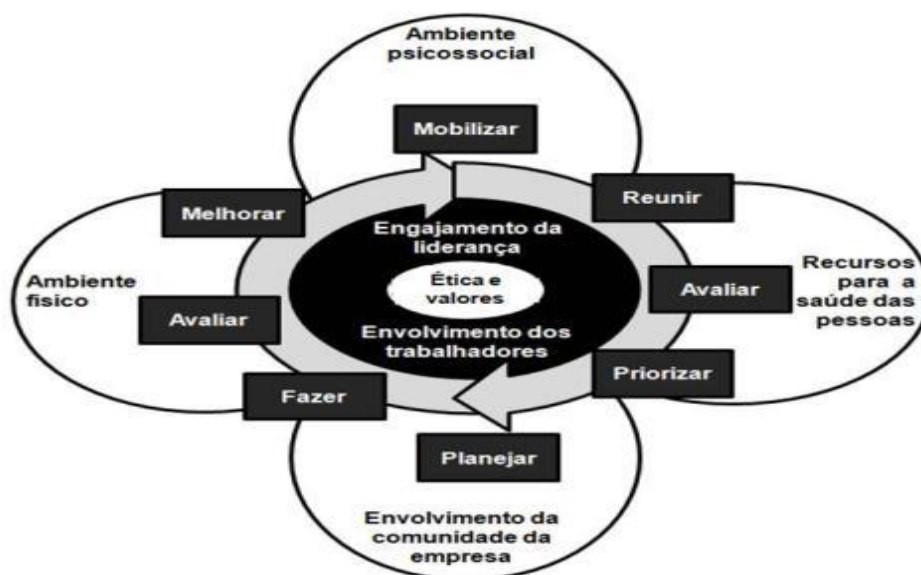 Ambiente
psicossocial
Mobilizar
Melhorar
Reunir
Engajamento da
liderança
Ambiente
fisico
Ética e
valores
Recursos
para a
saúde das
pessoas
Avaliar
Avaliar
Envolvimento dos
trabalhadores
Priorizar
Fazer
Planejar
Envolvimento da
comunidade da
empresa